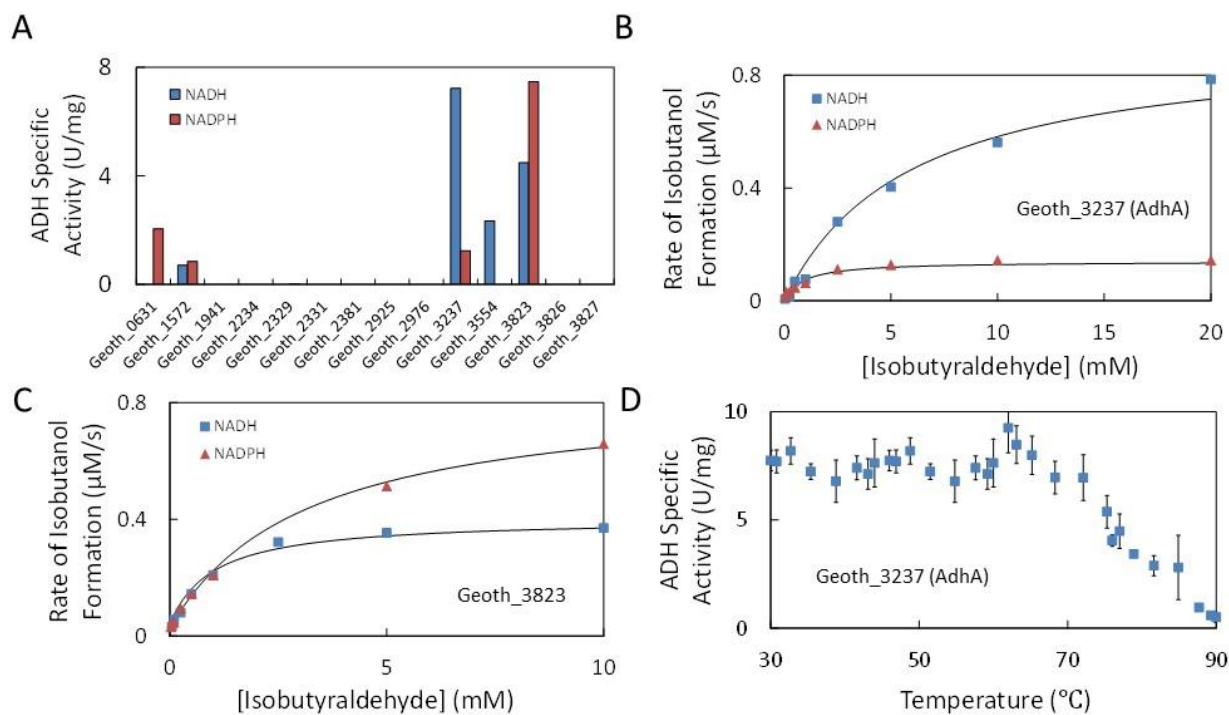 A
ADH Specific
Activity (U/mg)
8
4
0
NADH
NADPH
Geoth_0631
Geoth_1572
Geoth_1941
Geoth_2234
Geoth_2329
Geoth_2331
Geoth_2381
Geoth_2925
Geoth_2976
Geoth_3237
Geoth_3554
Geoth_3823
Geoth_3826
Geoth_3827
B
Rate of Isobutanol
Formation (µM/s)
0.8
0.4
0
NADH
NADPH
Geoth_3237 (AdhA)
0 5 10 15 20
[Isobutyraldehyde] (mM)
C
Rate of Isobutanol
Formation (µM/s)
0.8
0.4
0
NADH
NADPH
Geoth_3823
0 5 10
[Isobutyraldehyde] (mM)
D
ADH Specific
Activity (U/mg)
10
5
0
Geoth_3237 (AdhA)
30 50 70 90
Temperature (°C)